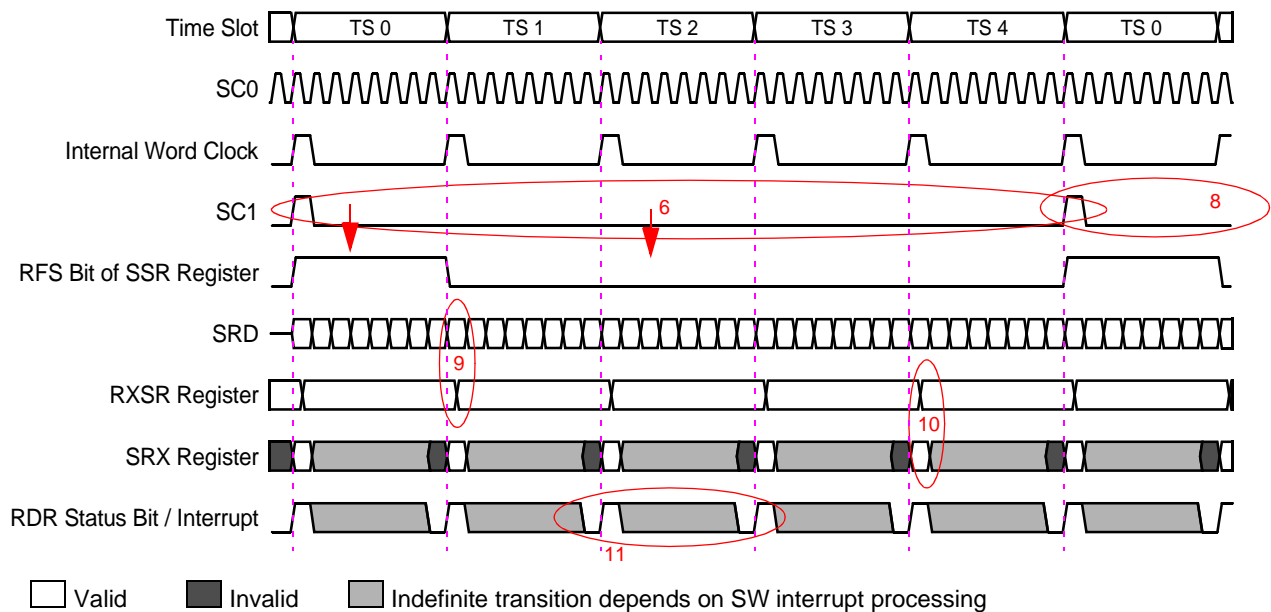 Time Slot TS 0 TS 1 TS 2 TS 3 TS 4 TS 0
SC0
Internal Word Clock
SC1 6 8
RFS Bit of SSR Register
SRD
9
RXSR Register
10
SRX Register
RDR Status Bit / Interrupt
11
Valid Invalid Indefinite transition depends on SW interrupt processing